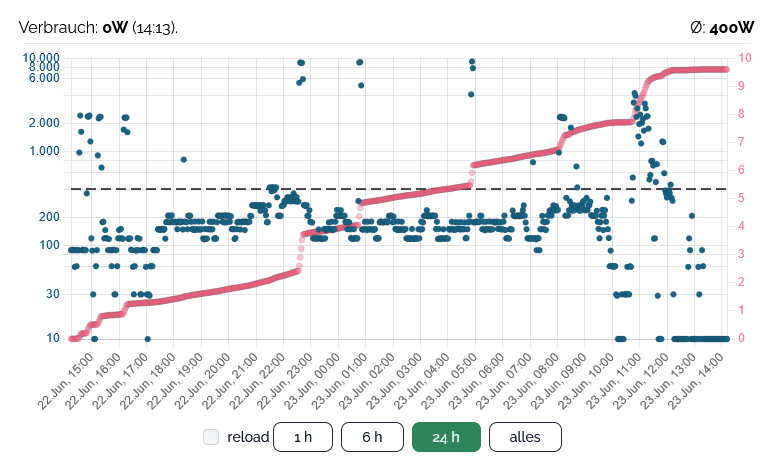 Verbrauch: 0W (14:13).
Ø: 400W
10.000
8.000
6.000
2.000
1.000
200
100
30
10
10
9
8
7
6
5
4
3
2
1
0
22 Jun, 15:00
22 Jun, 16:00
22 Jun, 17:00
22 Jun, 18:00
22 Jun, 19:00
22 Jun, 20:00
22 Jun, 21:00
22 Jun, 22:00
22 Jun, 23:00
23 Jun, 00:00
23 Jun, 01:00
23 Jun, 02:00
23 Jun, 03:00
23 Jun, 04:00
23 Jun, 05:00
23 Jun, 06:00
23 Jun, 07:00
23 Jun, 08:00
23 Jun, 09:00
23 Jun, 10:00
23 Jun, 11:00
23 Jun, 12:00
23 Jun, 13:00
23 Jun, 14:00
reload
1 h
6 h
24 h
alles